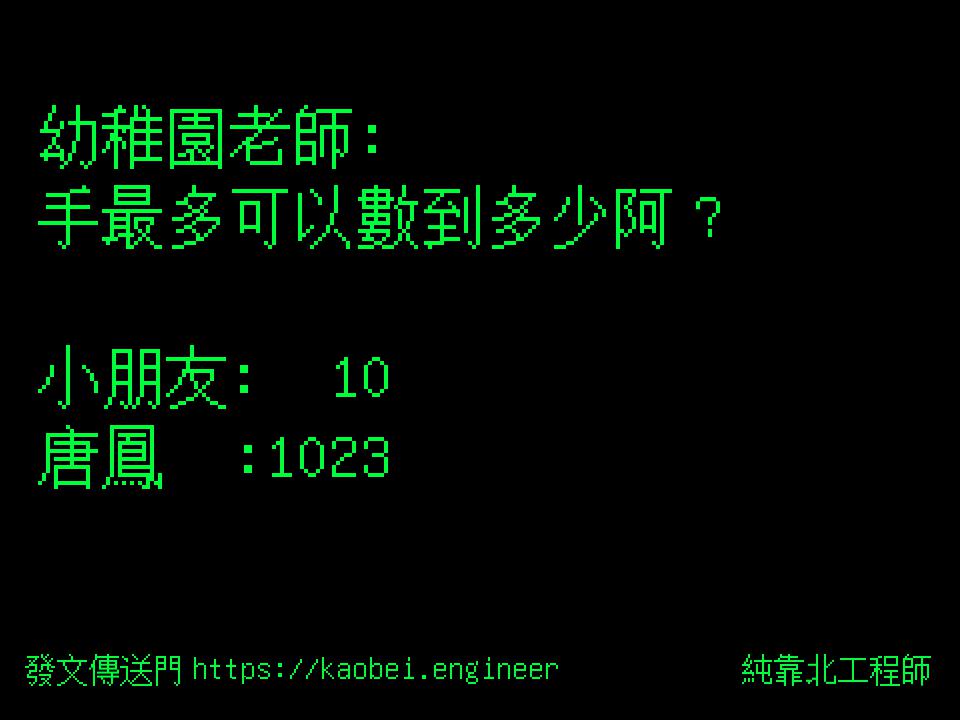 幼稚園老師:
手最多可以數到多少阿？
小朋友:  10
唐鳳  :1023
發文傳送門 https://kaobei.engineer
純靠北工程師